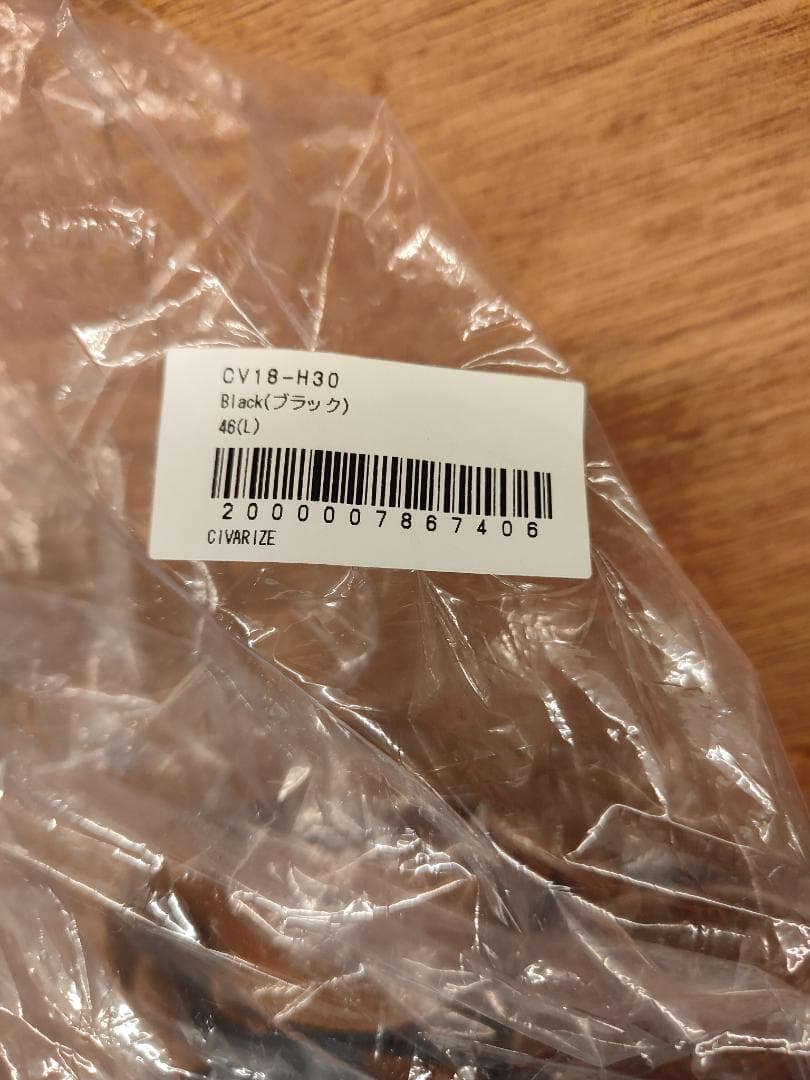 CV18-H30
Black(ブラック)
46(L)
2000007867406
CIVARIZE